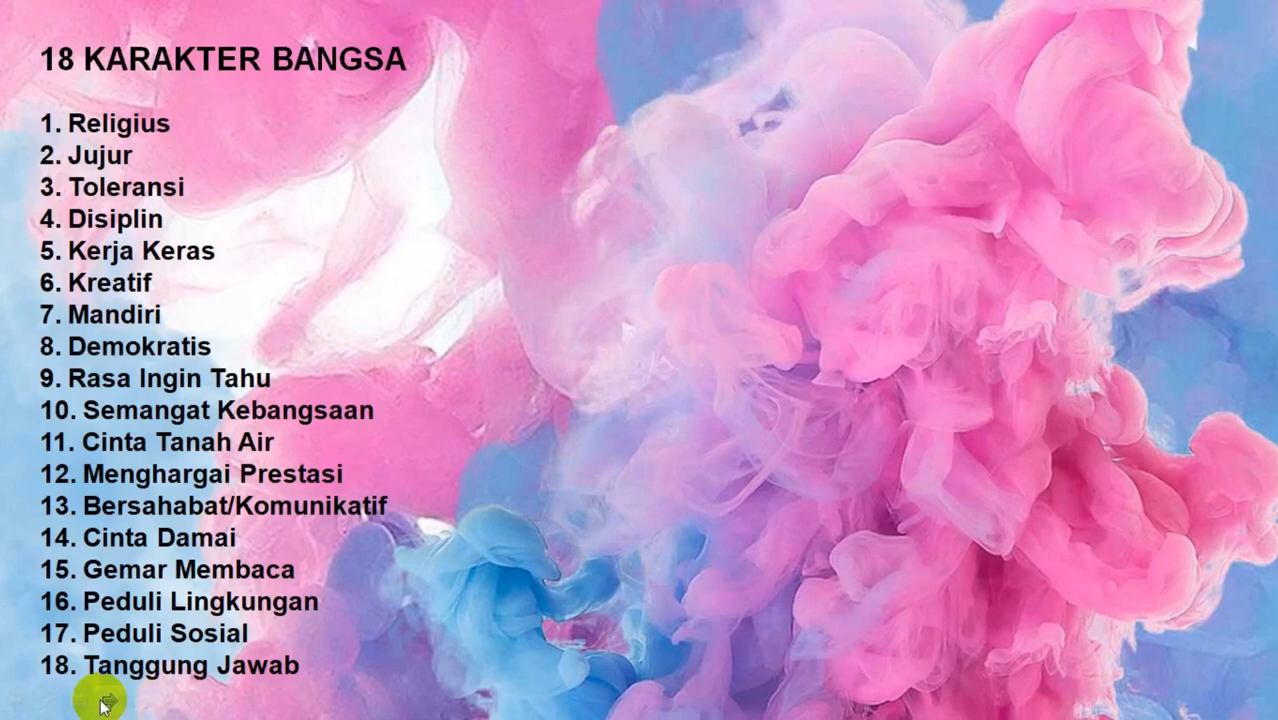 18 KARAKTER BANGSA
1. Religius
2. Jujur
3. Toleransi
4. Disiplin
5. Kerja Keras
6. Kreatif
7. Mandiri
8. Demokratis
9. Rasa Ingin Tahu
10. Semangat Kebangsaan
11. Cinta Tanah Air
12. Menghargai Prestasi
13. Bersahabat/Komunikatif
14. Cinta Damai
15. Gemar Membaca
16. Peduli Lingkungan
17. Peduli Sosial
18. Tanggung Jawab